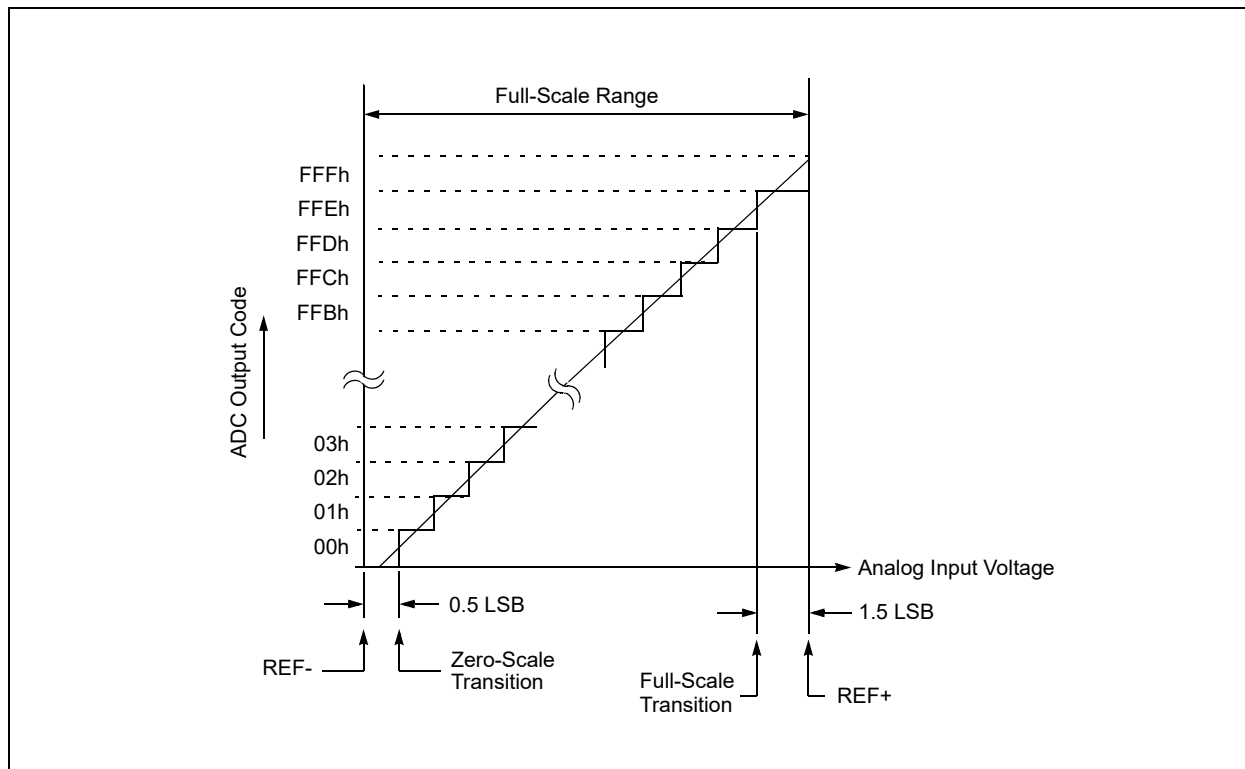 Full-Scale Range
FFFh
FFEh
FFDh
FFCh
FFBh
ADC Output Code
03h
02h
01h
00h
Analog Input Voltage
0.5 LSB
1.5 LSB
REF-
Zero-Scale
Transition
Full-Scale
Transition
REF+